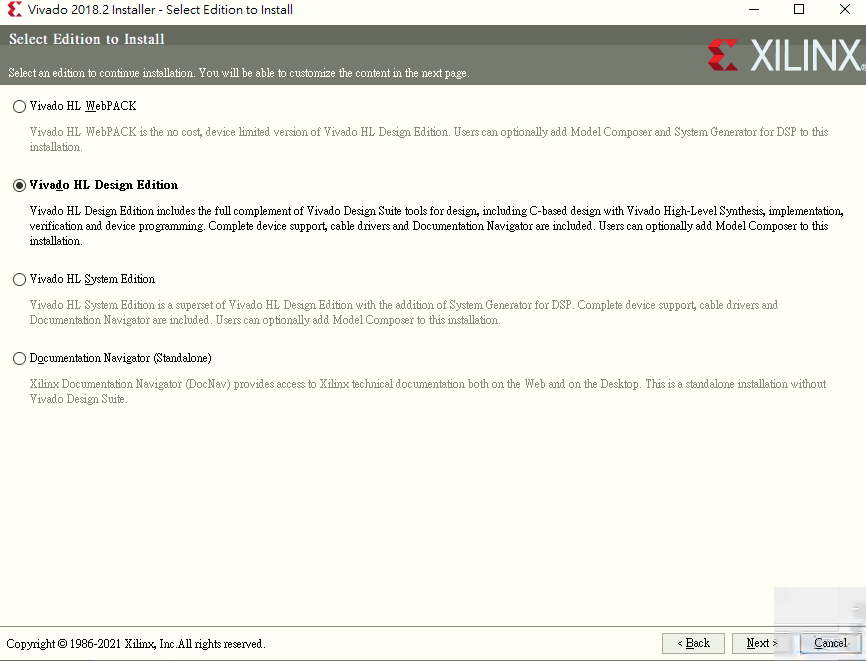 Vivado 2018.2 Installer - Select Edition to Install
Select Edition to Install
Select an edition to continue installation. You will be able to customize the content in the next page.
XILINX
Vivado HL WebPACK
Vivado HL WebPACK is the no cost, device limited version of Vivado HL Design Edition. Users can optionally add Model Composer and System Generator for DSP to this
installation.
Vivado HL Design Edition
Vivado HL Design Edition includes the full complement of Vivado Design Suite tools for design, including C-based design with Vivado High-Level Synthesis, implementation,
verification and device programming. Complete device support, cable drivers and Documentation Navigator are included. Users can optionally add Model Composer to this
installation.
Vivado HL System Edition
Vivado HL System Edition is a superset of Vivado HL Design Edition with the addition of System Generator for DSP. Complete device support, cable drivers and
Documentation Navigator are included. Users can optionally add Model Composer to this installation.
Documentation Navigator (Standalone)
Xilinx Documentation Navigator (DocNav) provides access to Xilinx technical documentation both on the Web and on the Desktop. This is a standalone installation without
Vivado Design Suite.
Copyright © 1986-2021 Xilinx, Inc.All rights reserved.
< Back
Next >
Cancel